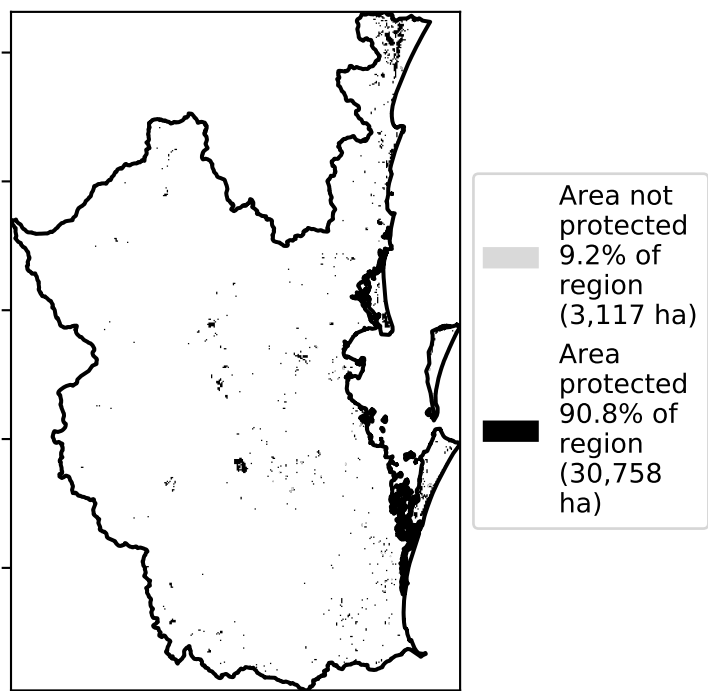 Area not
protected
9.2% of
region
(3,117 ha)
Area
protected
90.8% of
region
(30,758
ha)